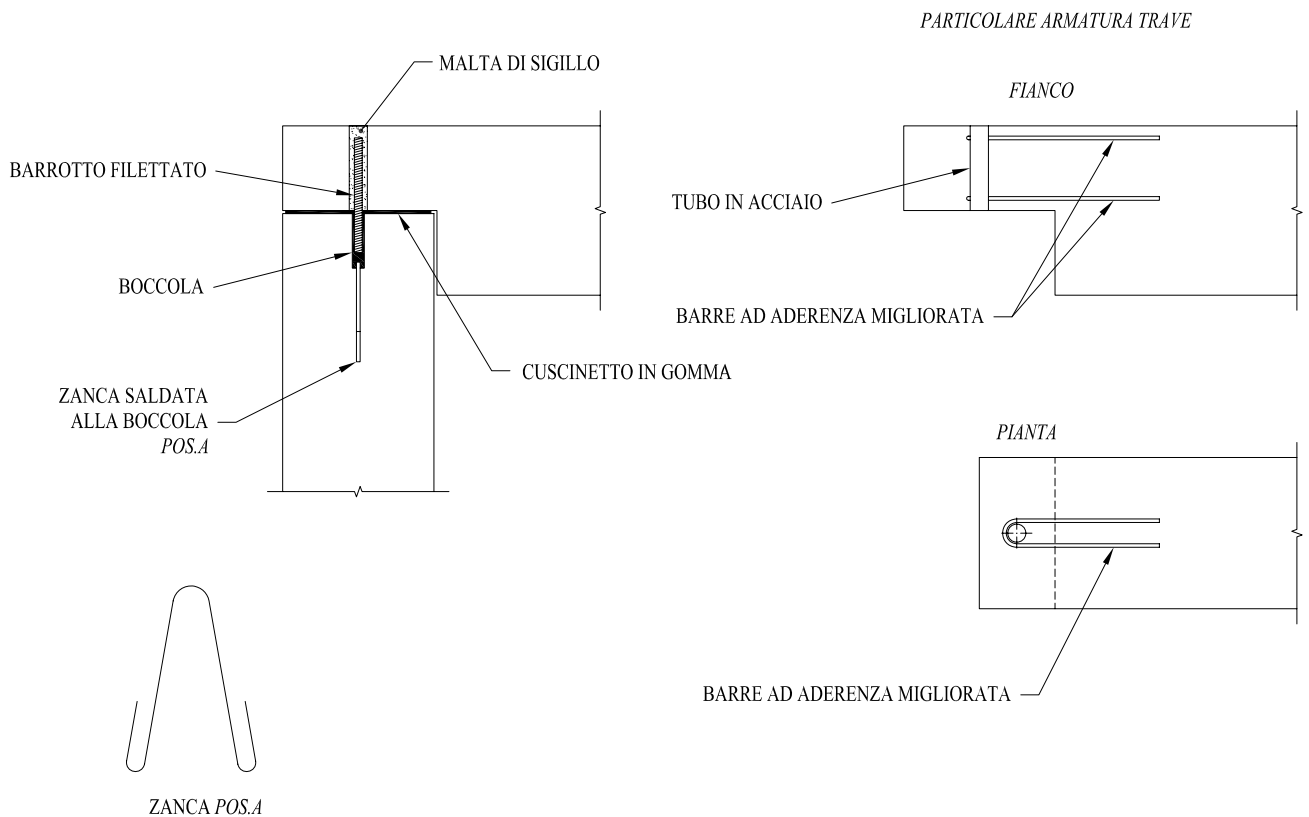 PARTICOLARE ARMATURA TRAVE
MALTA DI SIGILLO
BARROTTO FILETTATO
BOCCOLA
ZANCA SALDATA
ALLA BOCCOLA
POS.A
CUSCINETTO IN GOMMA
ZANCA POS.A
FIANCO
TUBO IN ACCIAIO
BARRE AD ADERENZA MIGLIORATA
PIANTA
BARRE AD ADERENZA MIGLIORATA